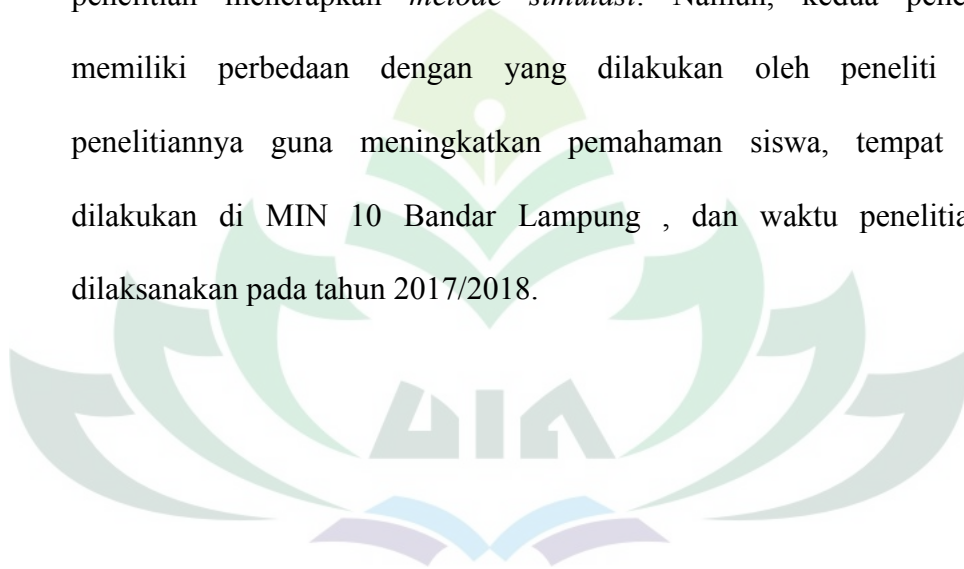 penelitian menerapkan metode simulasi. Namun, kedua
memiliki perbedaan dengan yang dilakukan oleh peneliti
penelitiannya guna meningkatkan pemahaman siswa, tempat
dilakukan di MIN 10 Bandar Lampung , dan waktu
dilaksanakan pada tahun 2017/2018.
UIN